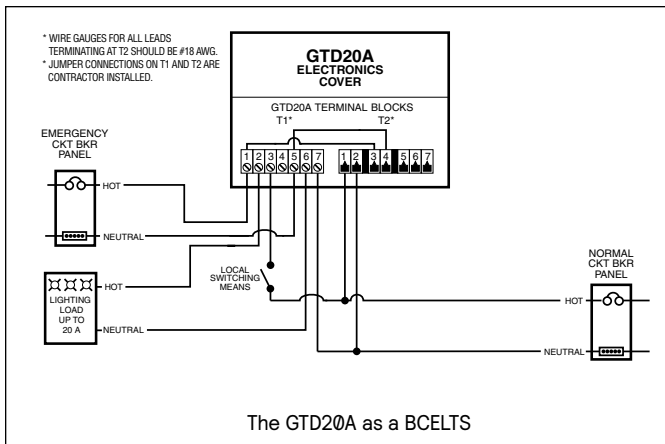 * WIRE GAUGES FOR ALL LEADS
TERMINATING AT T2 SHOULD BE #18 AWG.
* JUMPER CONNECTIONS ON T1 AND T2 ARE
CONTRACTOR INSTALLED.
GTD20A
ELECTRONICS
COVER
GTD20A TERMINAL BLOCKS
T1* T2*
1 2 3 4 5 6 7 1 2 3 4 5 6 7
EMERGENCY
CKT BKR
PANEL
HOT
NEUTRAL
HOT
LIGHTING
LOAD
UP TO
20 A
NEUTRAL
LOCAL
SWITCHING
MEANS
NORMAL
CKT BKR
PANEL
HOT
NEUTRAL
The GTD20A as a BCELTS